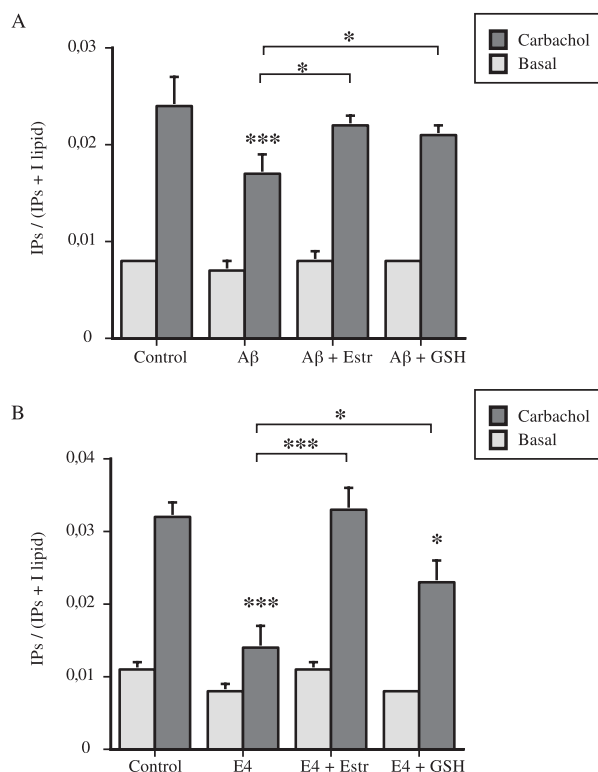 A
Carbachol
Basal
IPs / (IPs + I lipid)
0,03
0,02
0,01
0
*
*
***
Control
Aβ
Aβ + Estr
Aβ + GSH
B
Carbachol
Basal
IPs / (IPs + I lipid)
0,04
0,03
0,02
0,01
0
*
***
***
*
Control
E4
E4 + Estr
E4 + GSH